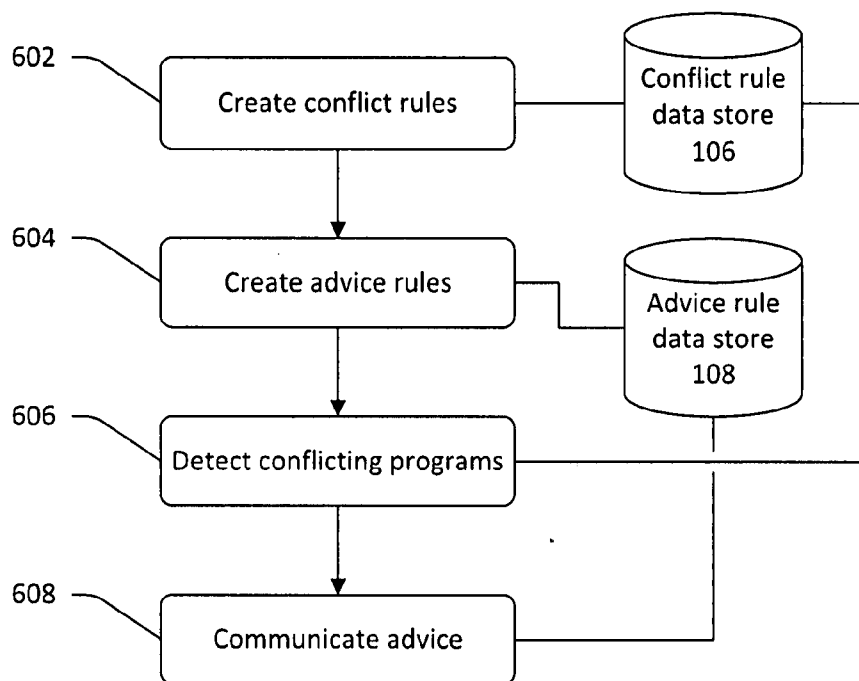 602
Create conflict rules
Conflict rule
data store
106
604
Create advice rules
Advice rule
data store
108
606
Detect conflicting programs
608
Communicate advice